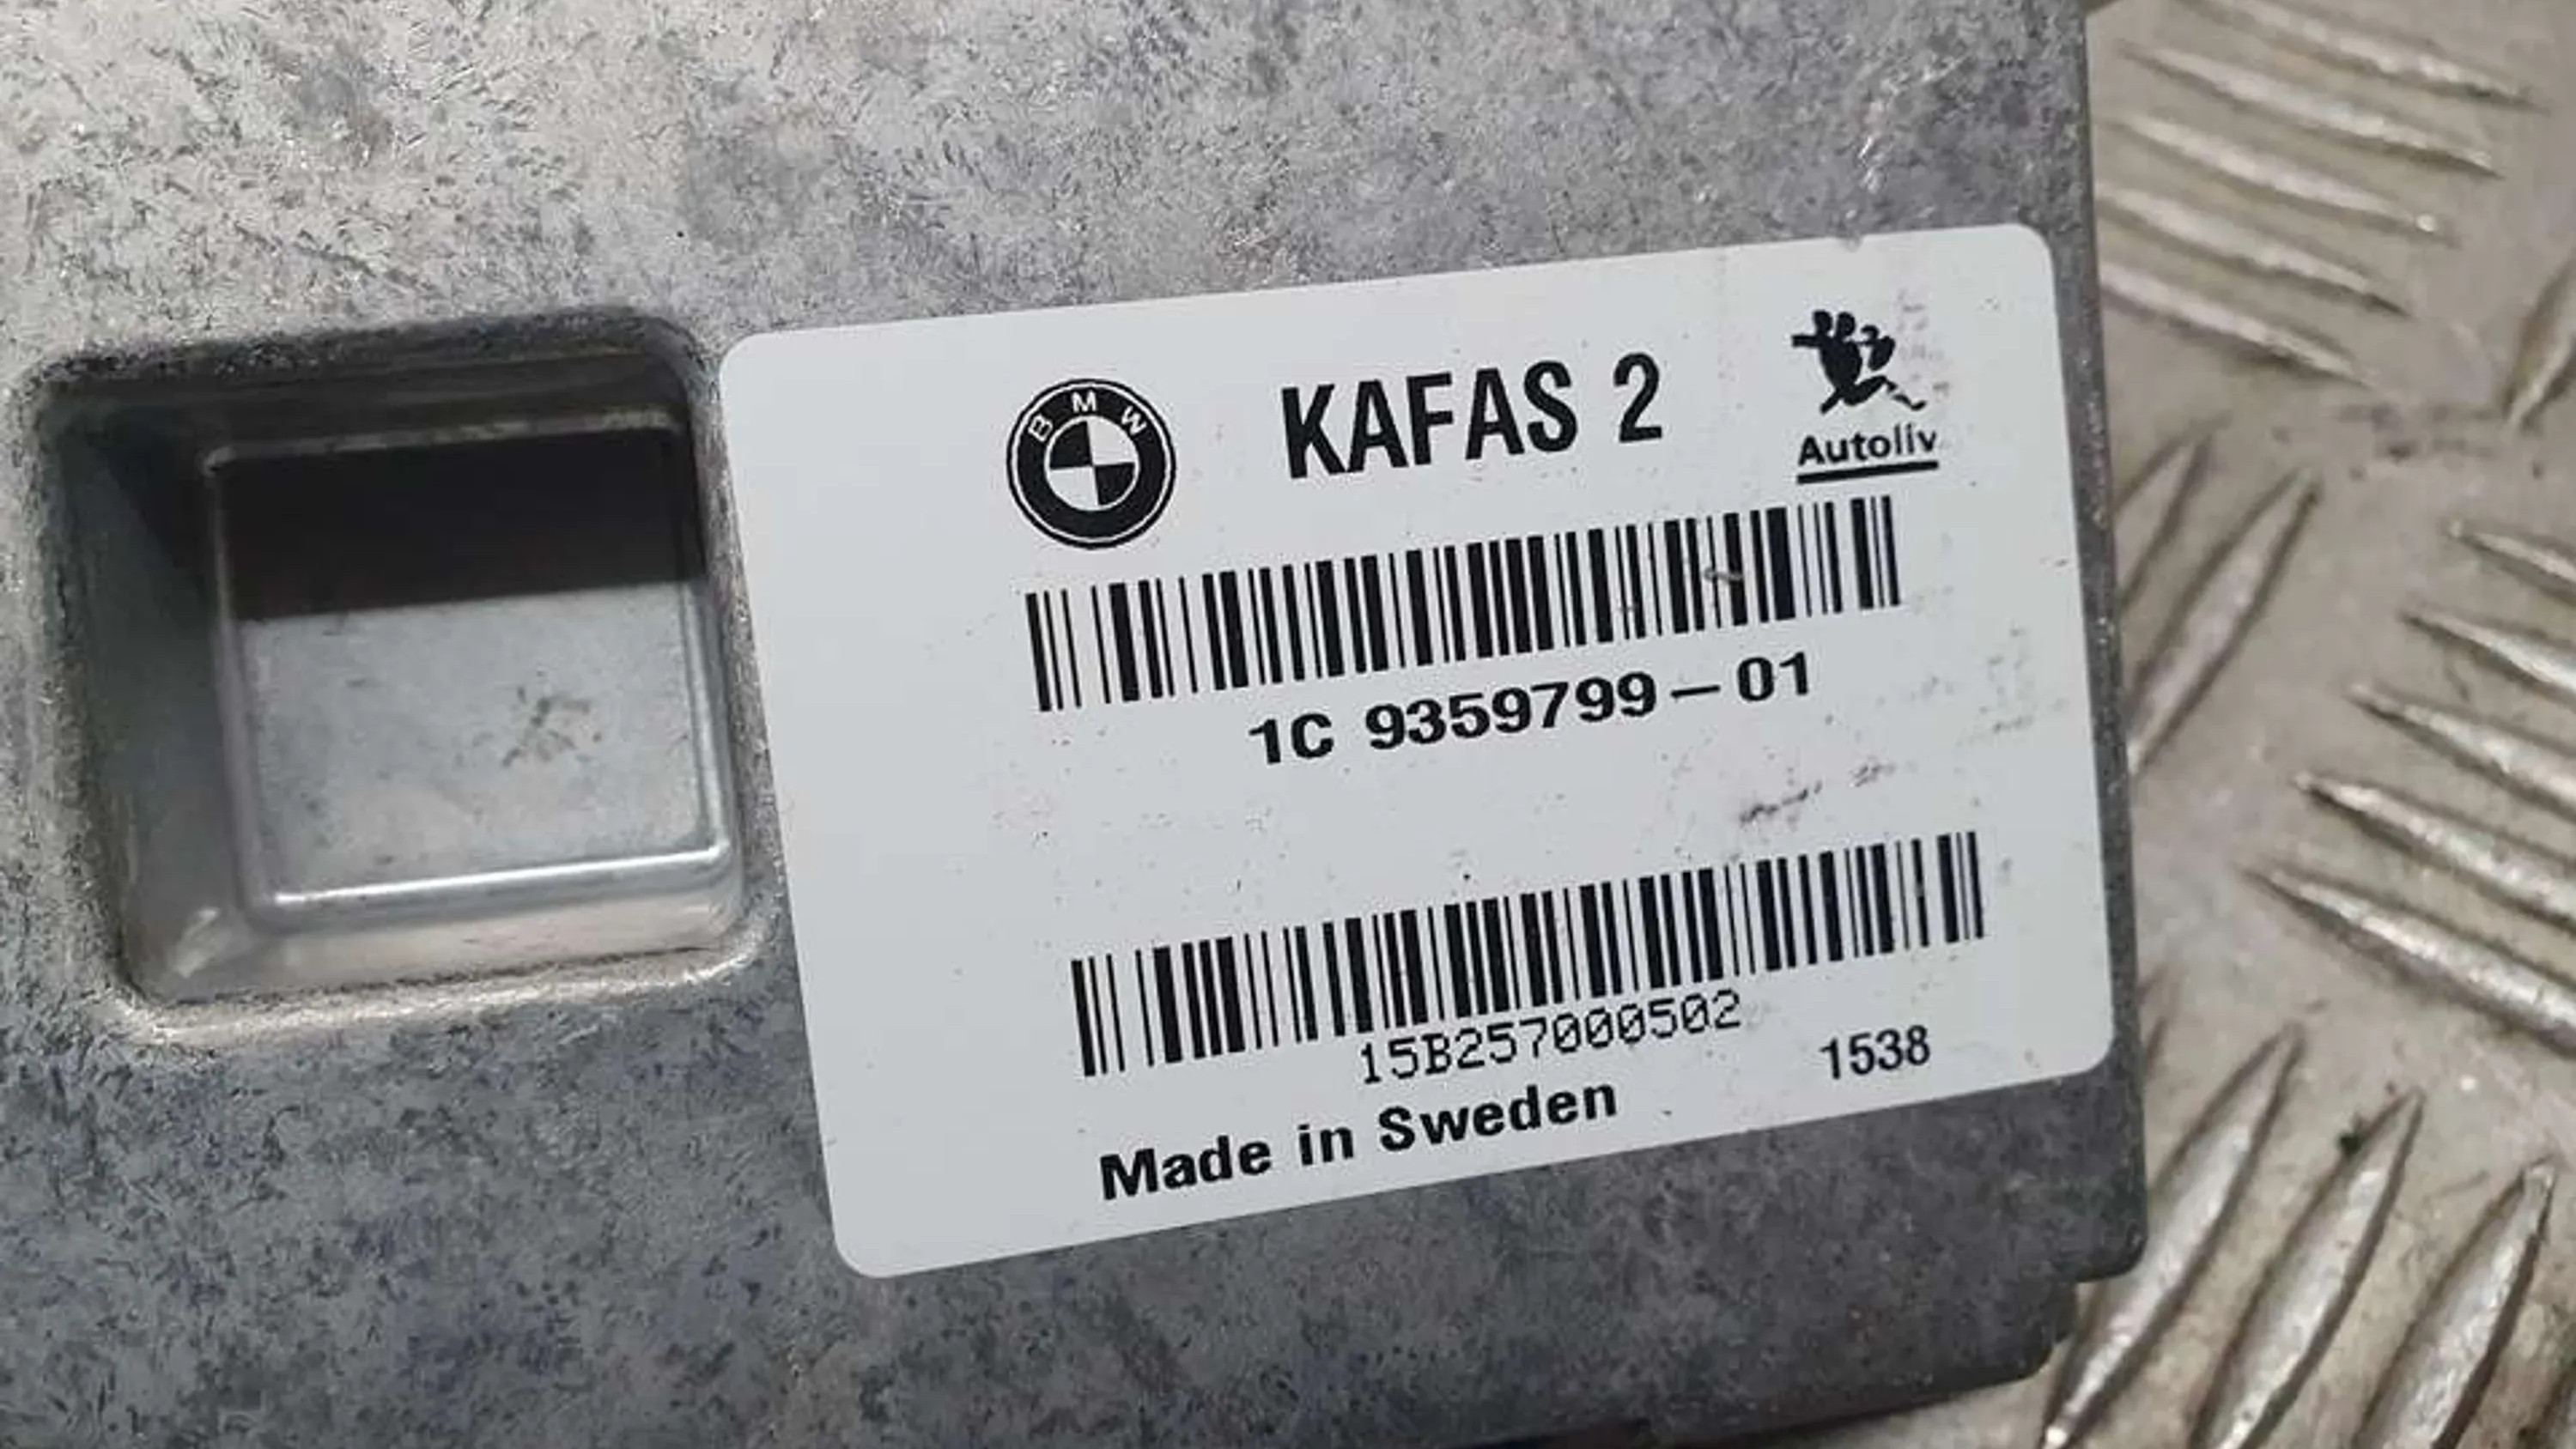 BMW
KAFAS 2
Autoliv
1C 9359799-01
15B257000502
1538
Made in Sweden